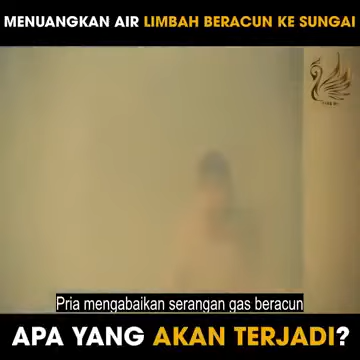 MENUANGKAN AIR LIMBAH BERACUN KE SUNGAI
Pria mengabaikan serangan gas beracun
APA YANG AKAN TERJADI?